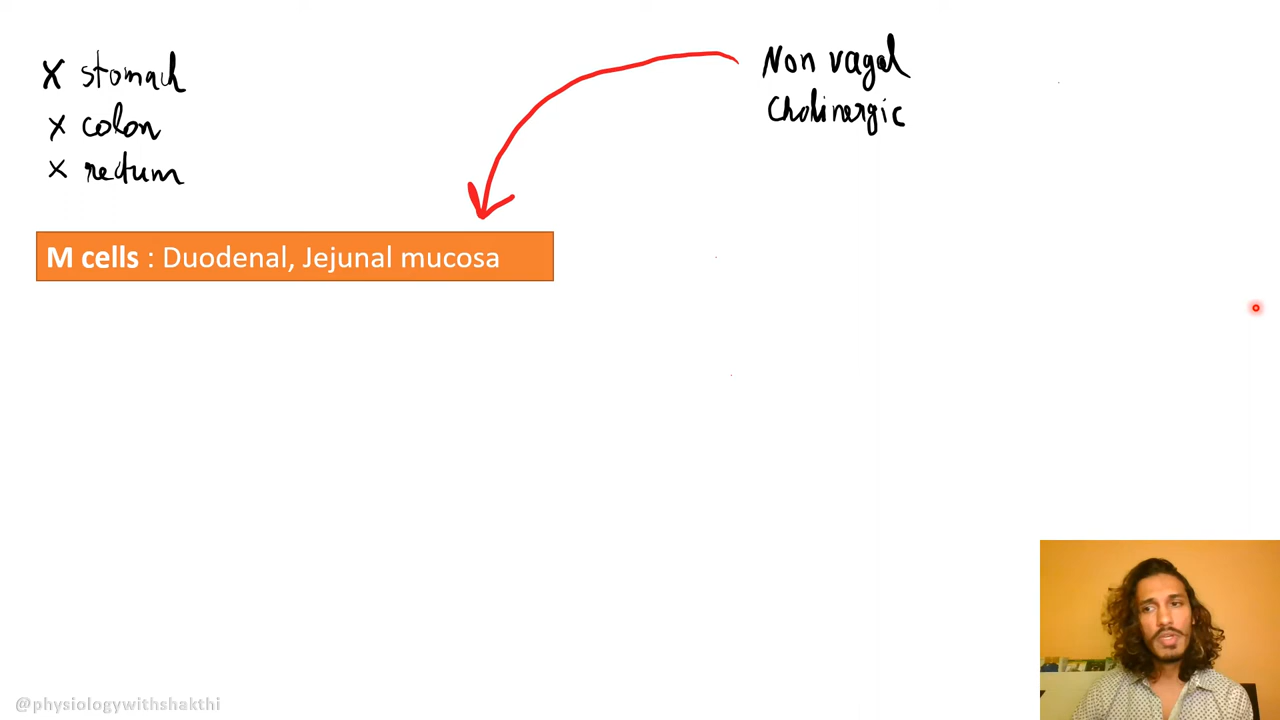 X stomach
X colon
X rectum
Non vagal
Cholinergic
M cells : Duodenal, Jejunal mucosa
@physiologywithshakthi